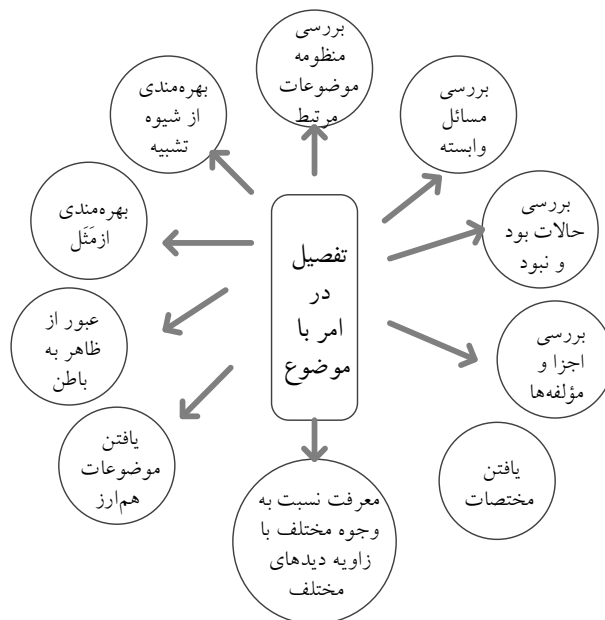 بررسی
منظومه
موضوعات
مرتبط
بررسی
مسائل
وابسته
بررسی
حالات بود
و نبود
بررسی
اجزا و
مؤلفه‌ها
یافتن
مختصات
معرفت نسبت به
وجوه مختلف با
زاویه دیدهای
مختلف
یافتن
موضوعات
هم‌ارز
عبور از
ظاهر به
باطن
بهره‌مندی
ازمَثَل
بهره‌مندی
از شیوه
تشبیه
تفصیل
در
امر با
موضوع